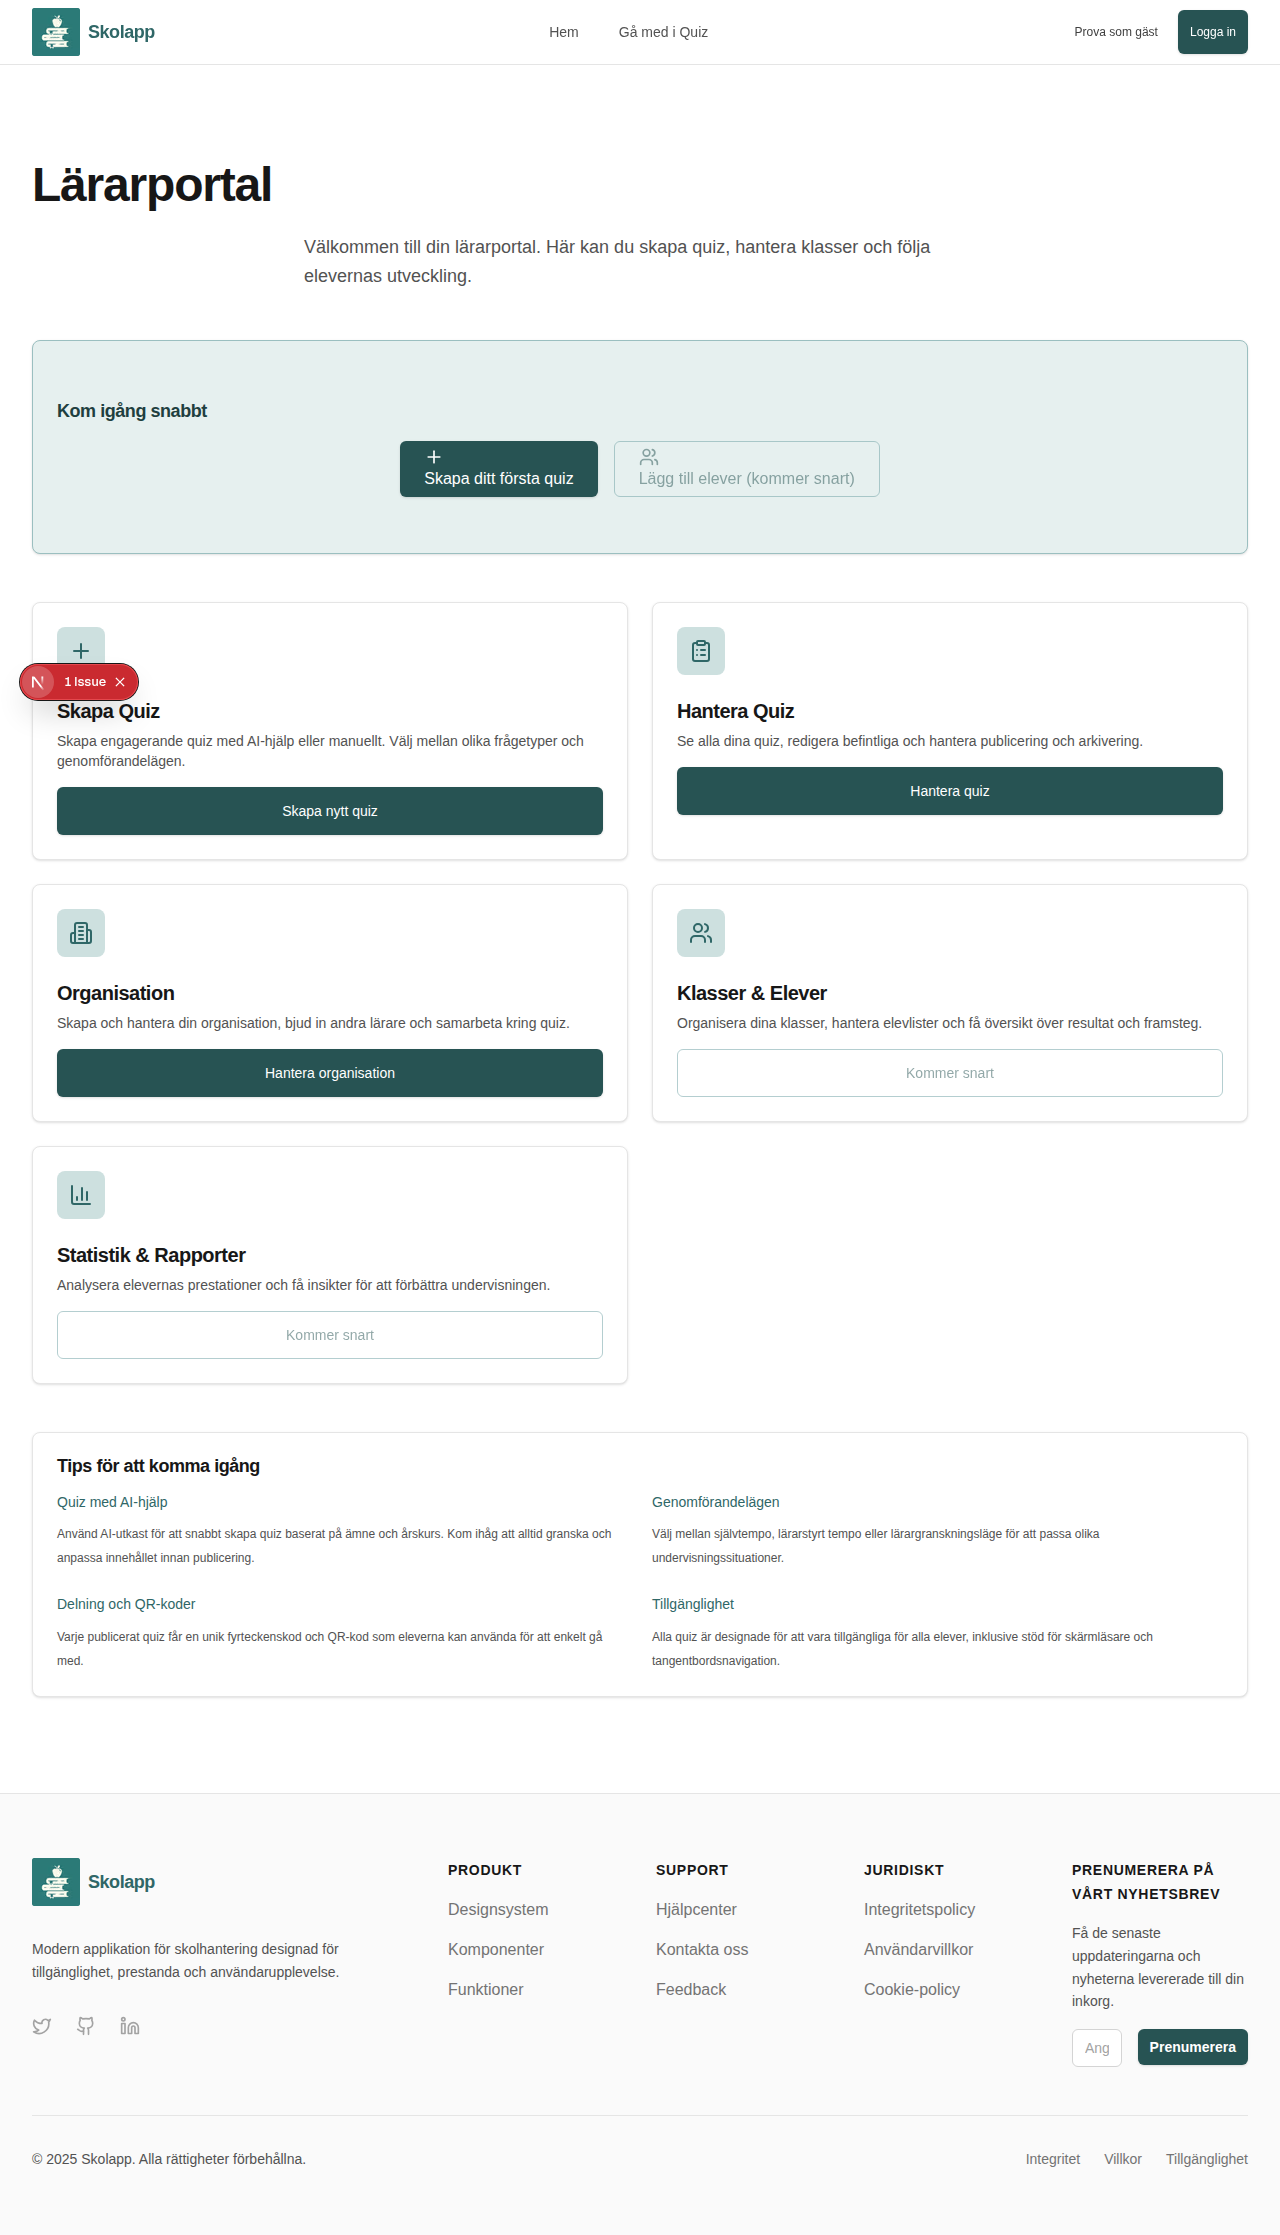 Skolapp
Hem
Gå med i Quiz
Prova som gäst
Logga in
Lärarportal
Välkommen till din lärarportal. Här kan du skapa quiz, hantera klasser och följa
elevernas utveckling.
Kom igång snabbt
Skapa ditt första quiz
Lägg till elever (kommer snart)
1 Issue
Skapa Quiz
Skapa engagerande quiz med AI-hjälp eller manuellt. Välj mellan olika frågetyper och
genomförandelägen.
Skapa nytt quiz
Hantera Quiz
Se alla dina quiz, redigera befintliga och hantera publicering och arkivering.
Hantera quiz
Organisation
Skapa och hantera din organisation, bjud in andra lärare och samarbeta kring quiz.
Hantera organisation
Klasser & Elever
Organisera dina klasser, hantera elevlister och få översikt över resultat och framsteg.
Kommer snart
Statistik & Rapporter
Analysera elevernas prestationer och få insikter för att förbättra undervisningen.
Kommer snart
Tips för att komma igång
Quiz med AI-hjälp
Använd AI-utkast för att snabbt skapa quiz baserat på ämne och årskurs. Kom ihåg att alltid granska och
anpassa innehållet innan publicering.
Genomförandelägen
Välj mellan självtempo, lärarstyrt tempo eller lärargranskningsläge för att passa olika
undervisningssituationer.
Delning och QR-koder
Varje publicerat quiz får en unik fyrteckenskod och QR-kod som eleverna kan använda för att enkelt gå
med.
Tillgänglighet
Alla quiz är designade för att vara tillgängliga för alla elever, inklusive stöd för skärmläsare och
tangentbordsnavigation.
Skolapp
Modern applikation för skolhantering designad för
tillgänglighet, prestanda och användarupplevelse.
PRODUKT
Designsystem
Komponenter
Funktioner
SUPPORT
Hjälpcenter
Kontakta oss
Feedback
JURIDISKT
Integritetspolicy
Användarvillkor
Cookie-policy
PRENUMERERA PÅ
VÅRT NYHETSBREV
Få de senaste
uppdateringarna och
nyheterna levererade till din
inkorg.
Ang
Prenumerera
© 2025 Skolapp. Alla rättigheter förbehållna.
Integritet
Villkor
Tillgänglighet